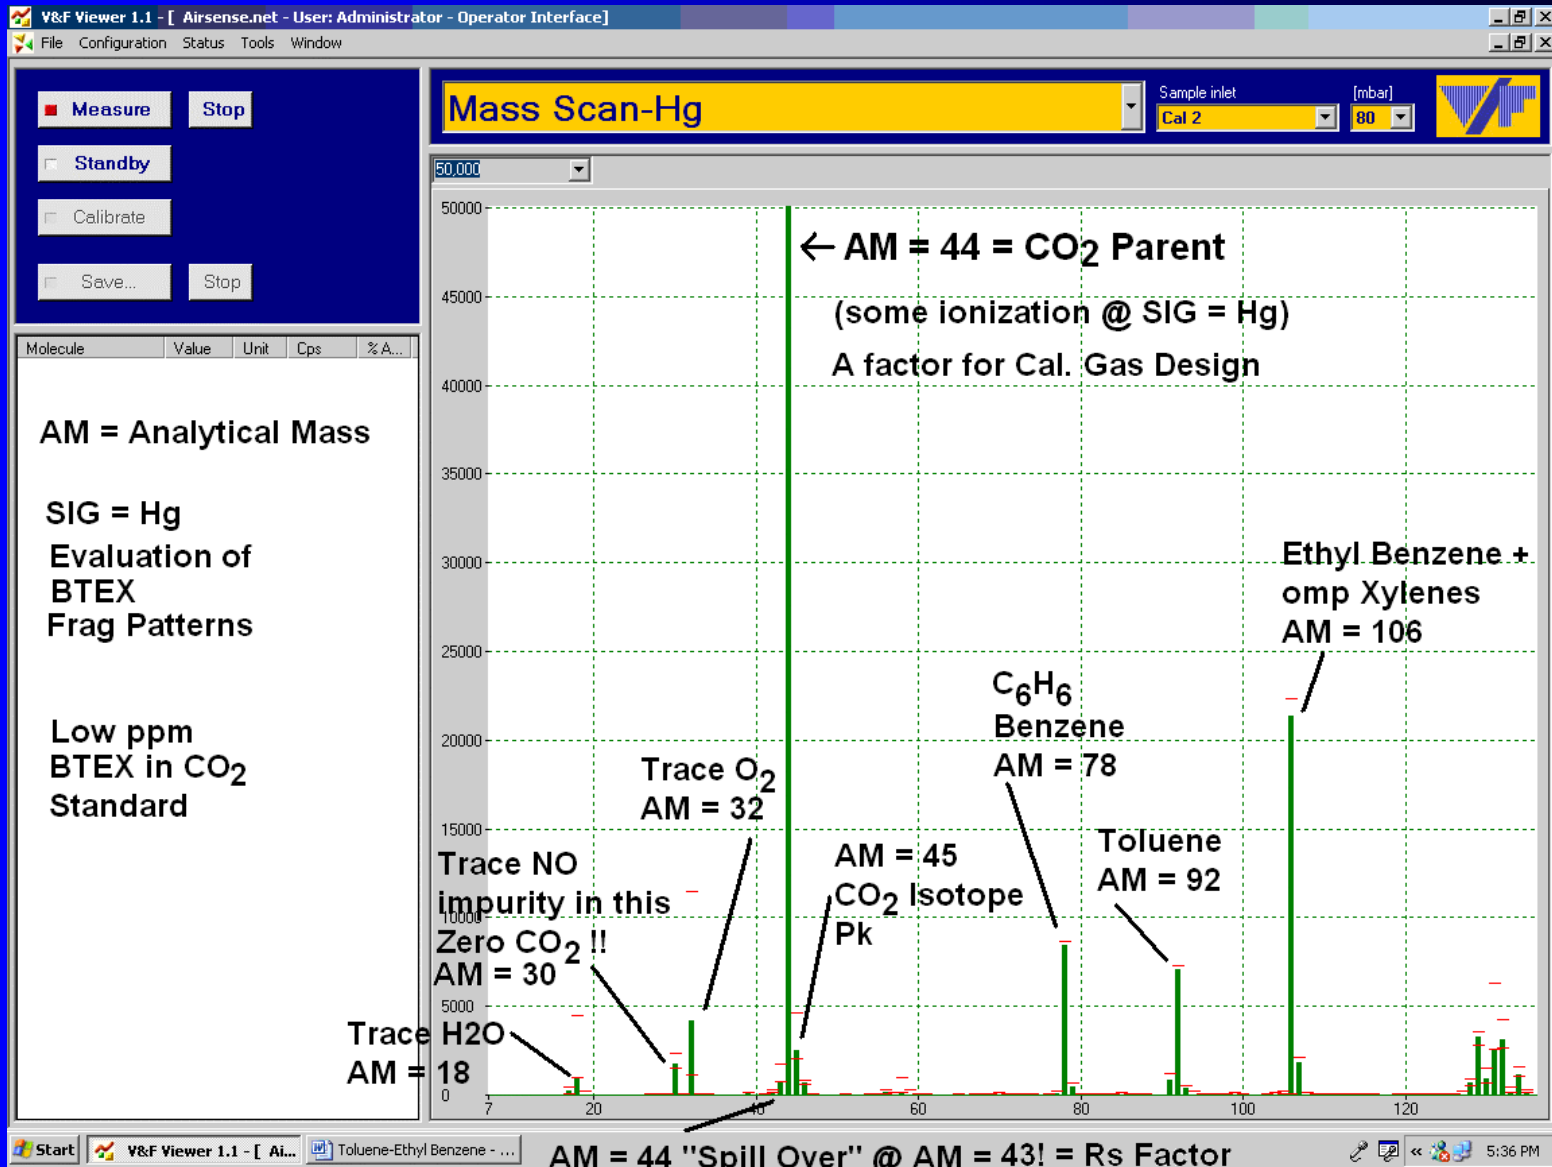 V&F Viewer 1.1 - [ Airsense.net - User: Administrator - Operator Interface]
File Configuration Status Tools Window
Measure Stop
Standby
Calibrate
Save... Stop
Mass Scan-Hg
Sample inlet
Cal 2
[mbar]
80
50,000
Molecule Value Unit Cps % A...
AM = Analytical Mass
SIG = Hg
Evaluation of
BTEX
Frag Patterns
Low ppm
BTEX in CO2
Standard
50000
45000
40000
35000
30000
25000
20000
15000
10000
5000
0
7 20 40 60 80 100 120
← AM = 44 = CO2 Parent
(some ionization @ SIG = Hg)
A factor for Cal. Gas Design
Ethyl Benzene +
omp Xylenes
AM = 106
C6H6
Benzene
AM = 78
Toluene
AM = 92
Trace O2
AM = 32
AM = 45
CO2 Isotope
Pk
Trace NO
impurity in this
Zero CO2 !!
AM = 30
Trace H2O
AM = 18
AM = 44 "Spill Over" @ AM = 43! = Rs Factor
Start V&F Viewer 1.1 - [ Ai... Toluene-Ethyl Benzene - ... 5:36 PM